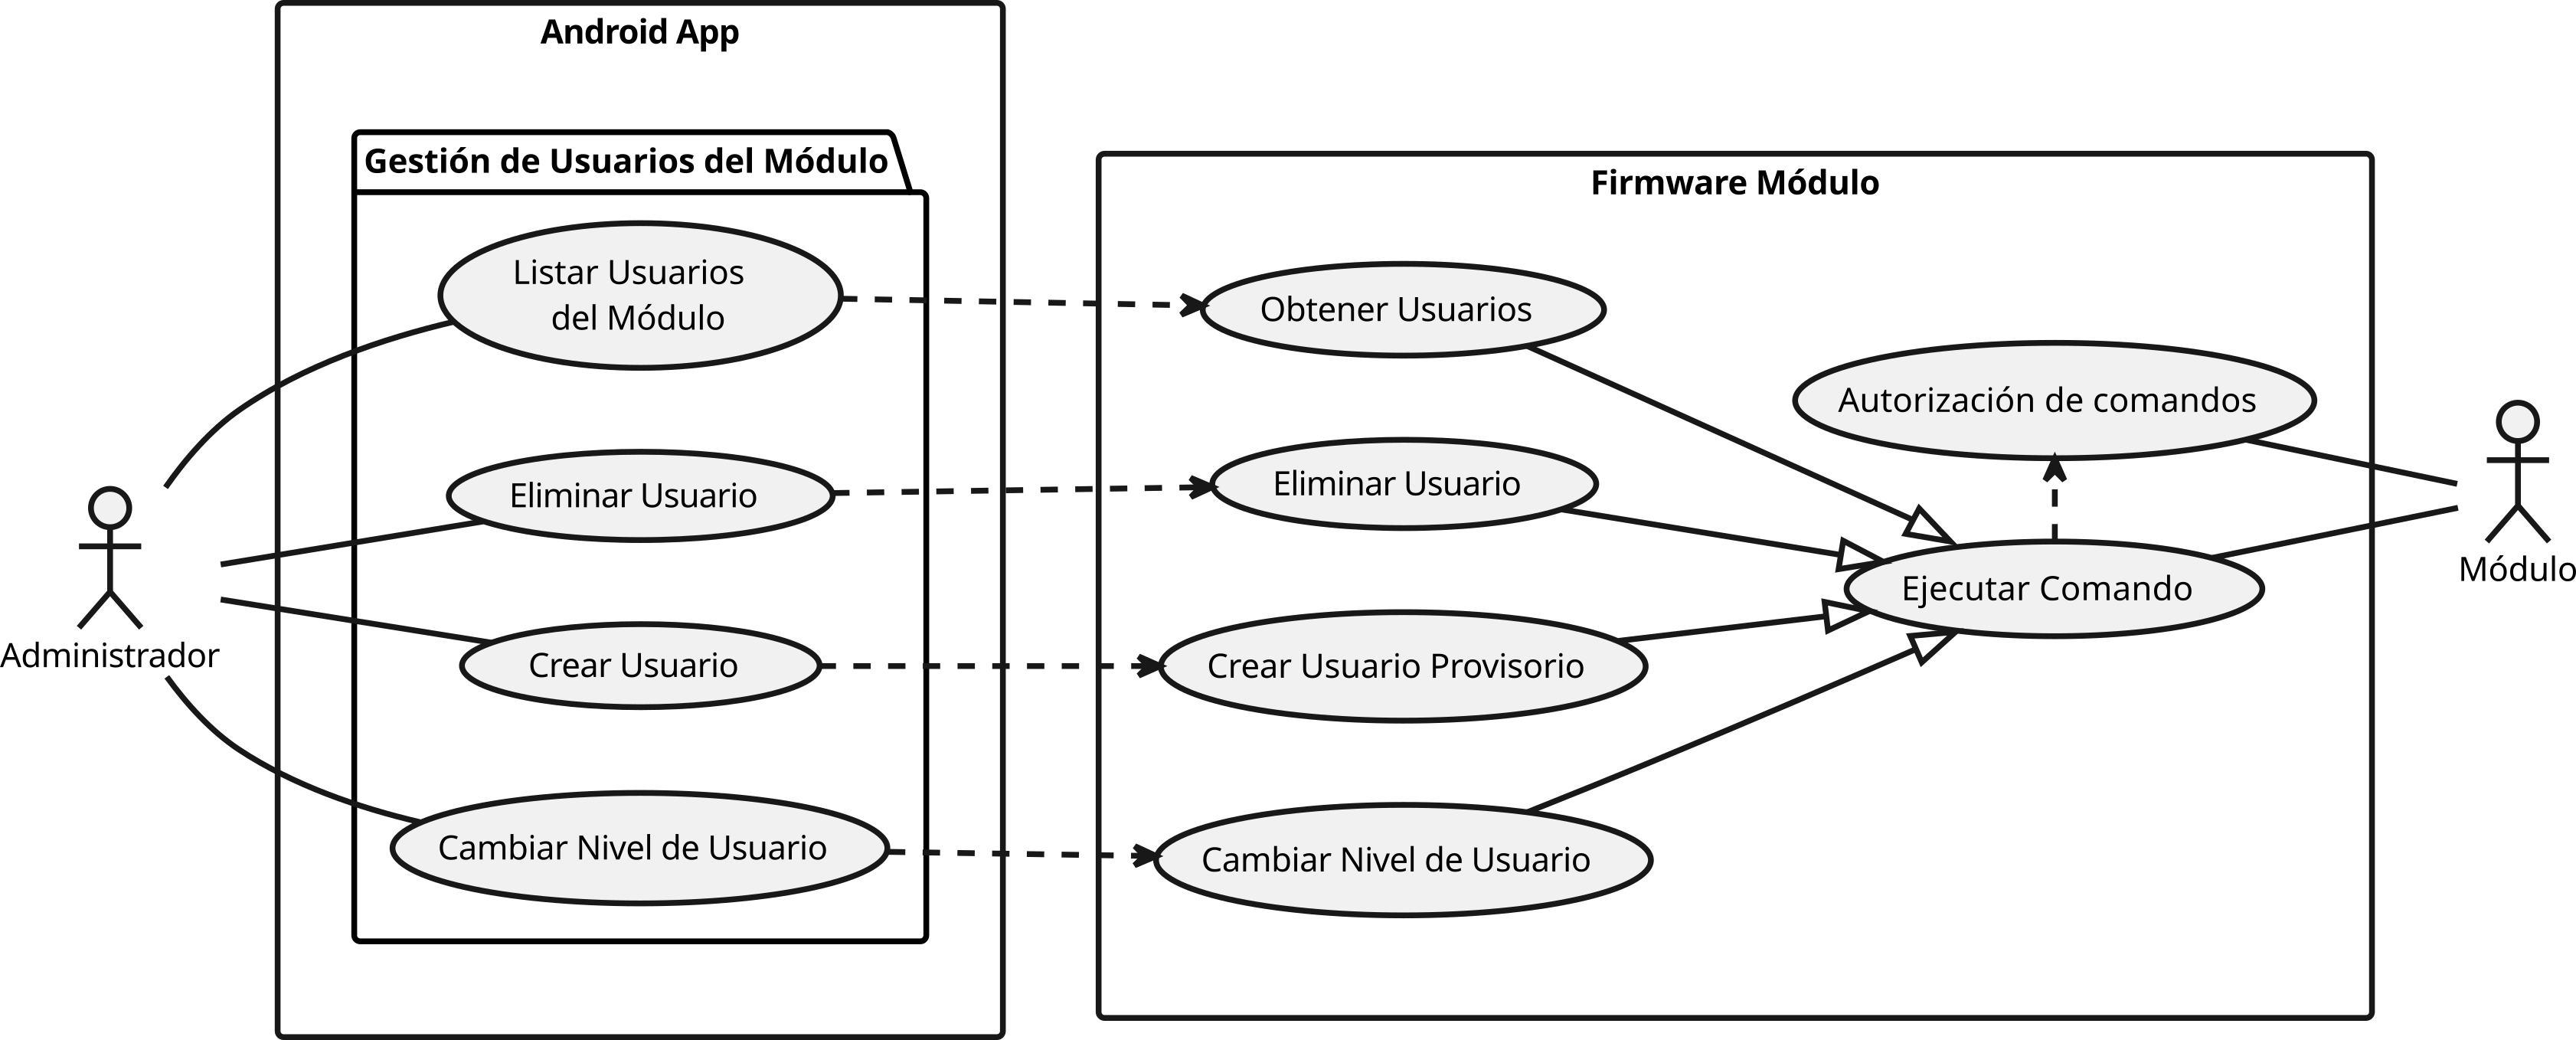 Android App
Gestión de Usuarios del Módulo
Listar Usuarios
del Módulo
Eliminar Usuario
Crear Usuario
Cambiar Nivel de Usuario
Administrador
Firmware Módulo
Obtener Usuarios
Eliminar Usuario
Crear Usuario Provisorio
Cambiar Nivel de Usuario
Autorización de comandos
Ejecutar Comando
Módulo